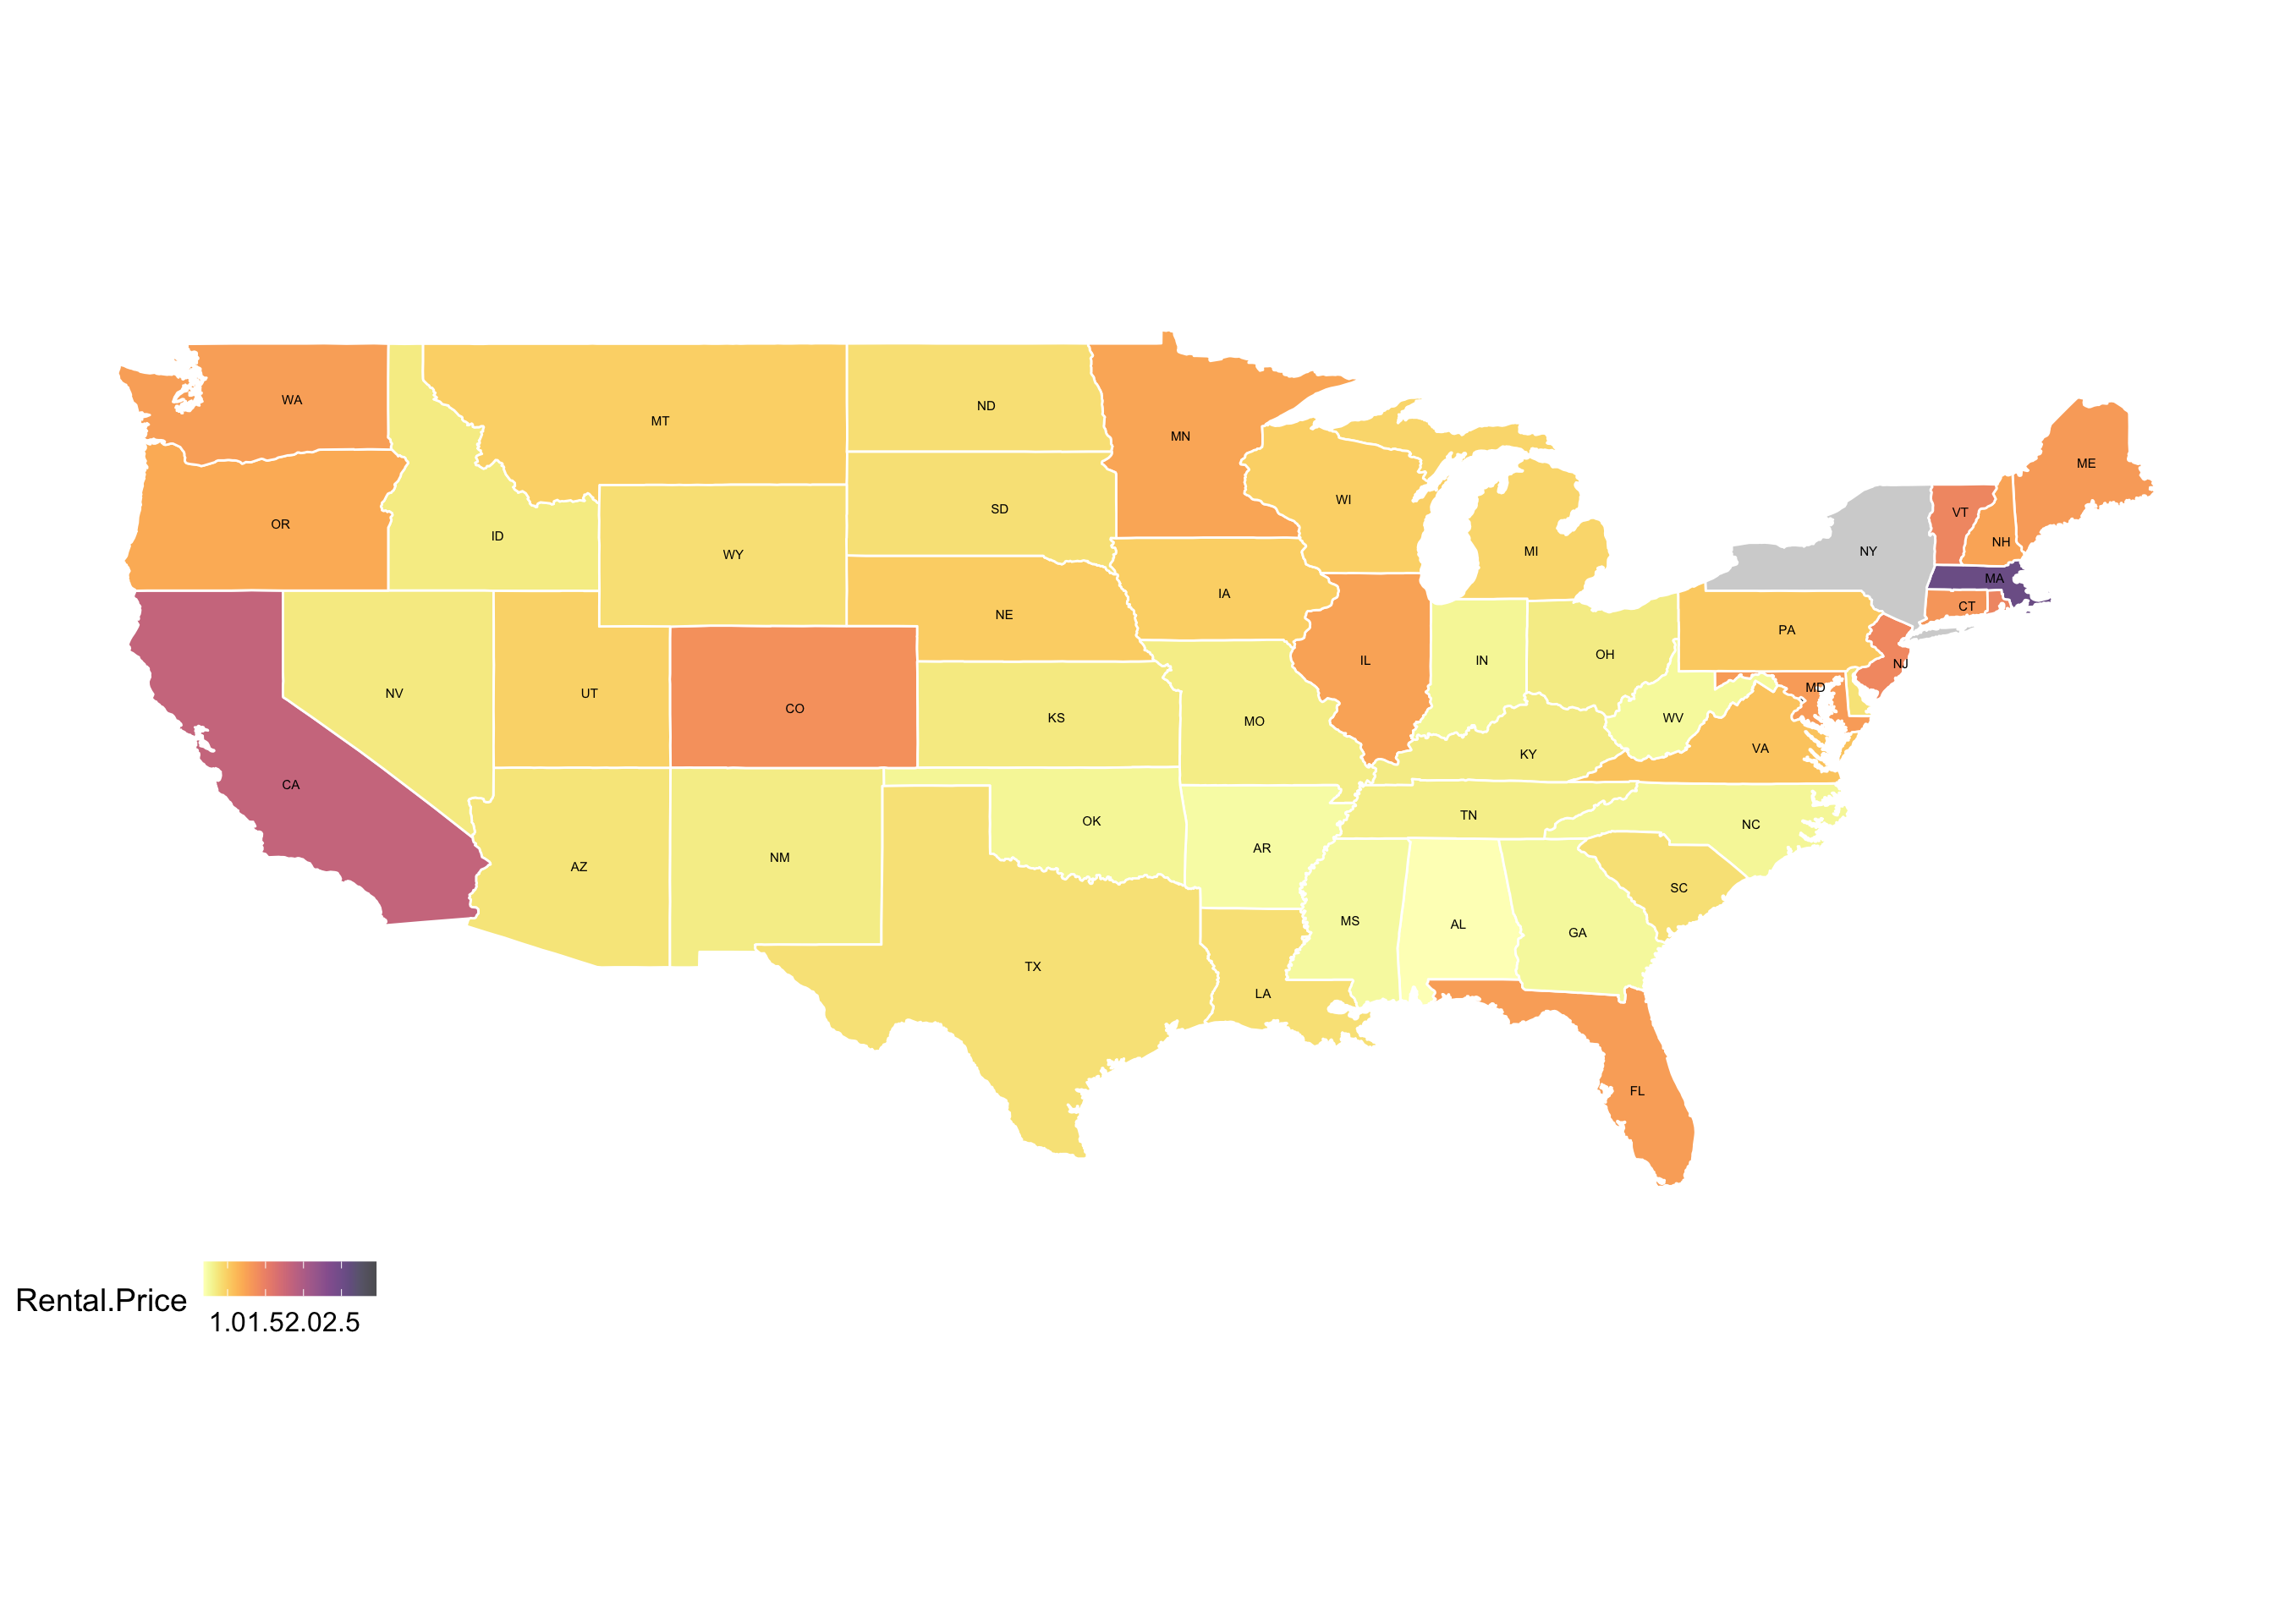 WA
MT
ND
MN
ME
OR
ID
WY
SD
WI
MI
VT
NH
NY
MA
CT
NE
IA
PA
NV
UT
CO
KS
MO
IL
IN
OH
WV
MD
NJ
VA
KY
CA
AZ
NM
OK
AR
TN
NC
SC
TX
LA
MS
AL
GA
FL
Rental.Price
1.01.52.02.5